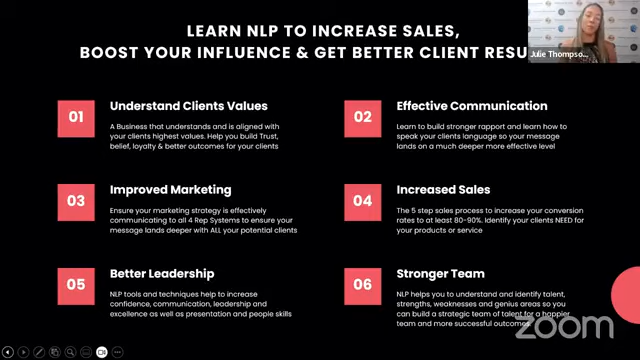 LEARN NLP TO INCREASE SALES,
BOOST YOUR INFLUENCE & GET BETTER CLIENT RESU
Julie Thompso...
01
Understand Clients Values
A Business that understands and is aligned with
your clients highest values. Help you build Trust,
belief, loyalty & better outcomes for your clients
02
Effective Communication
Learn to build stronger rapport and learn how to
speak your clients language so your message
lands on a much deeper more effective level
03
Improved Marketing
Ensure your marketing strategy is effectively
communicating to all 4 Rep Systems to ensure your
message lands deeper with ALL your potential clients
04
Increased Sales
The 5 step sales process to increase your conversion
rates to at least 80-90%. Identify your clients NEED for
your products or service
05
Better Leadership
NLP tools and techniques help to increase
confidence, communication, leadership and
excellence as well as presentation and people skills
06
Stronger Team
NLP helps you to understand and identify talent,
strengths, weaknesses and genius areas so you
can build a strategic team of talent for a happier
team and more successful outcomes
zoom